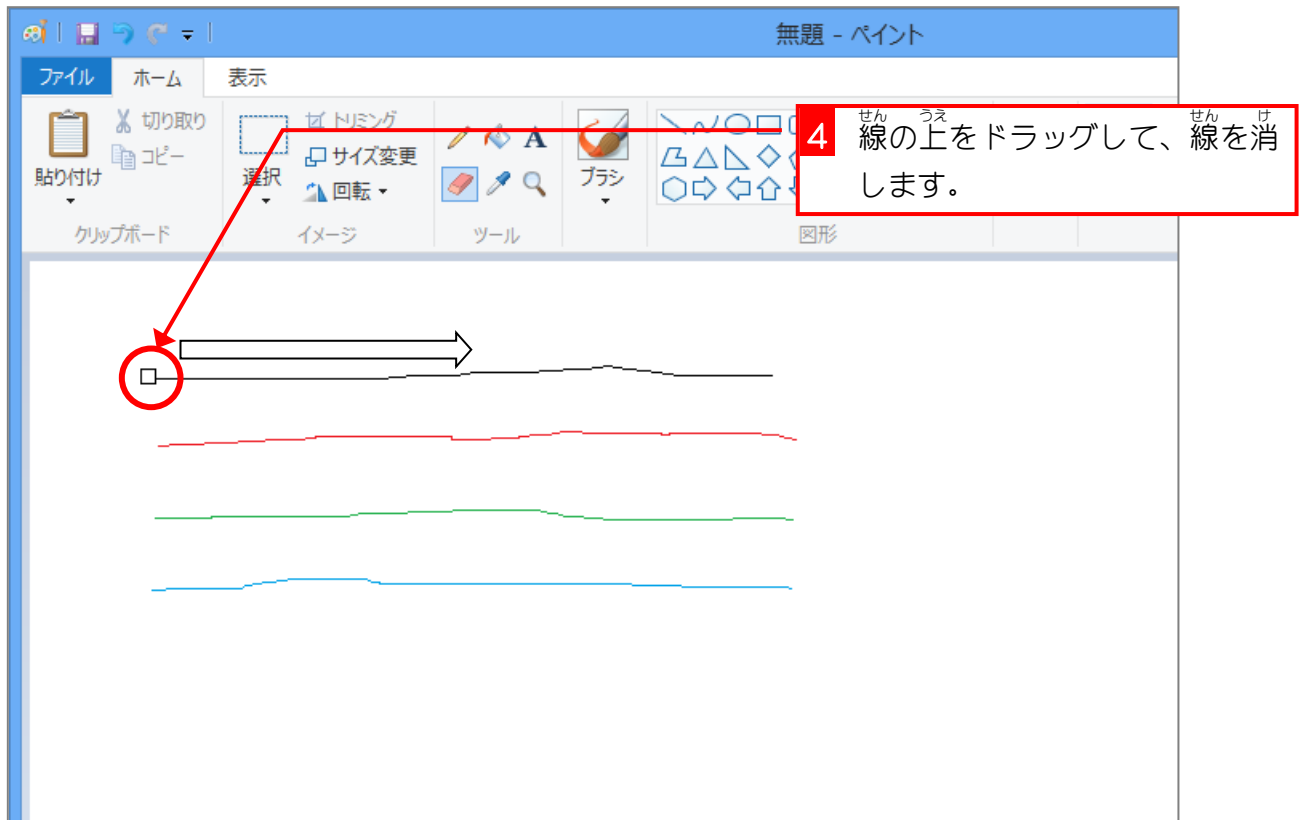 無題 - ペイント
ファイル ホーム 表示
貼り付け
切り取り
コピー
クリップボード
選択
トリミング
サイズ変更
回転
イメージ
A
ツール
ブラシ
図形
せん うえ せん け
4 線の上をドラッグして、線を消
します。